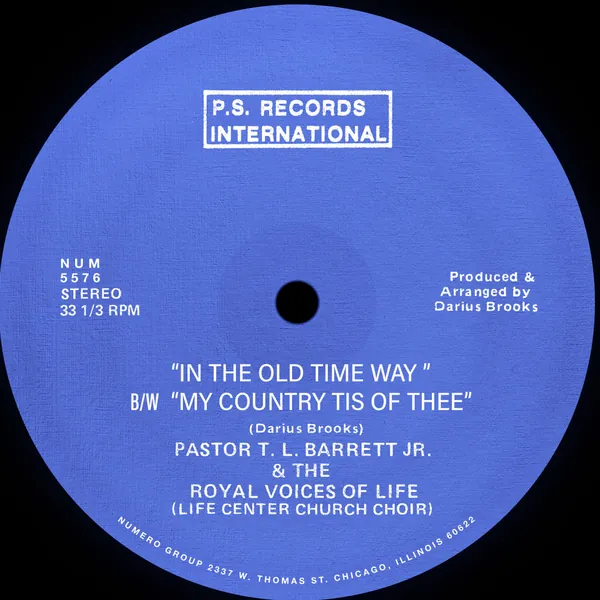 P.S. RECORDS
INTERNATIONAL
NUM
5576
STEREO
33 1/3 RPM
Produced &
Arranged by
Darius Brooks
"IN THE OLD TIME WAY"
B/W "MY COUNTRY TIS OF THEE"
(Darius Brooks)
PASTOR T. L. BARRETT JR.
& THE
ROYAL VOICES OF LIFE
(LIFE CENTER CHURCH CHOIR)
NUMERO GROUP 2337 W. THOMAS ST. CHICAGO, ILLINOIS 60622